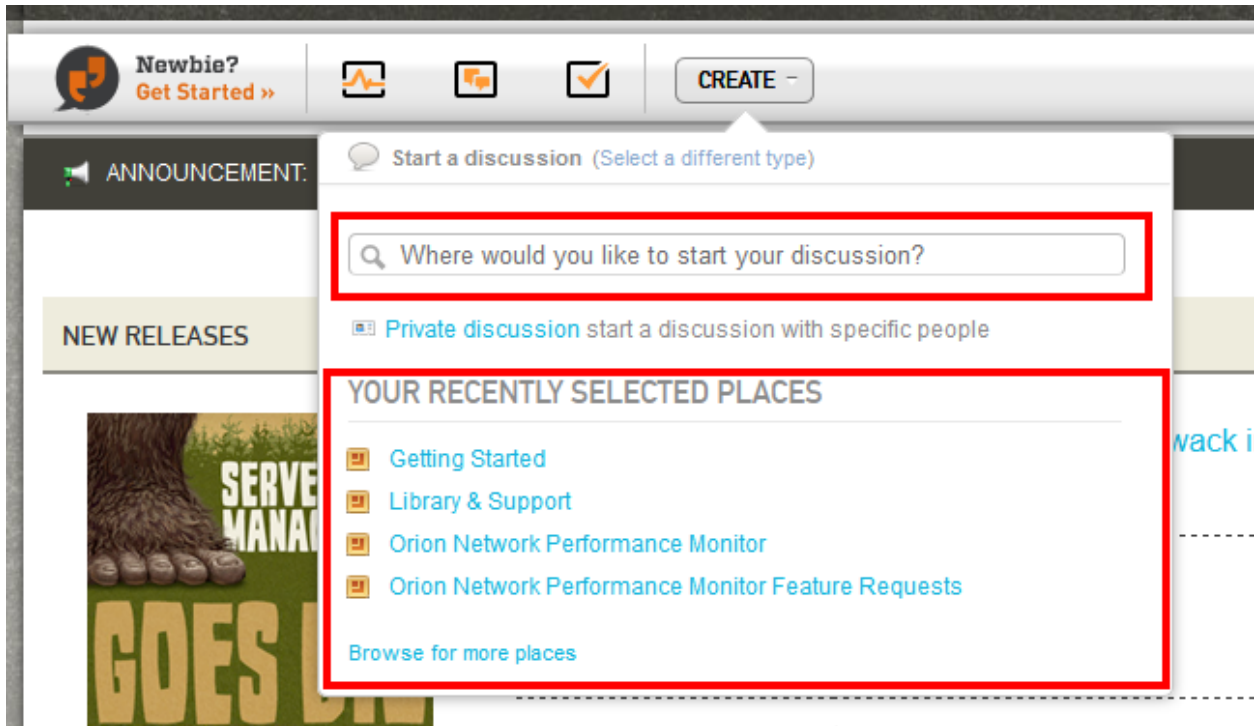 Newbie?
Get Started »
CREATE
ANNOUNCEMENT:
Start a discussion (Select a different type)
Where would you like to start your discussion?
Private discussion start a discussion with specific people
NEW RELEASES
YOUR RECENTLY SELECTED PLACES
Getting Started
Library & Support
Orion Network Performance Monitor
Orion Network Performance Monitor Feature Requests
Browse for more places
GOES